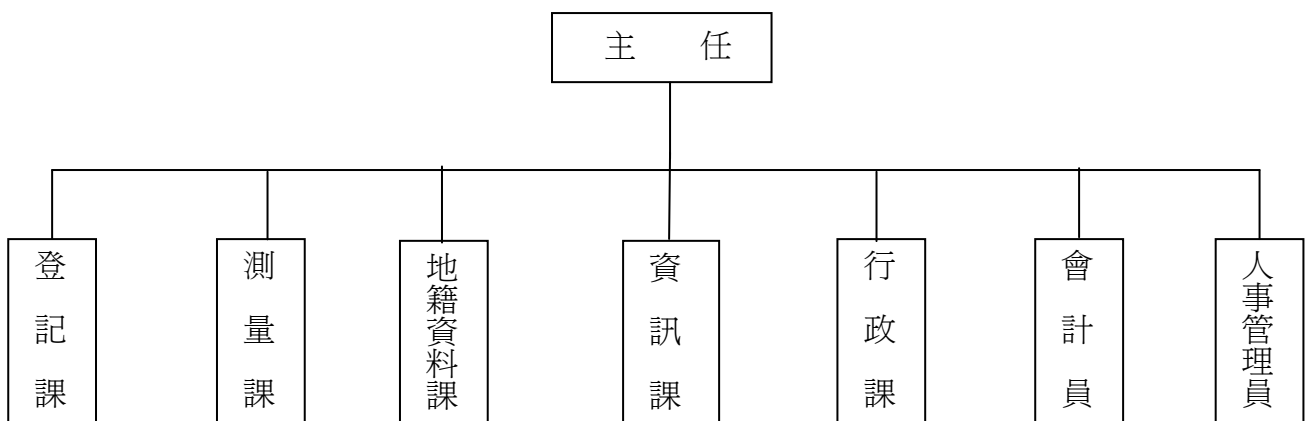 主　　任
登記課
測量課
地籍資料課
資訊課
行政課
會計員
人事管理員